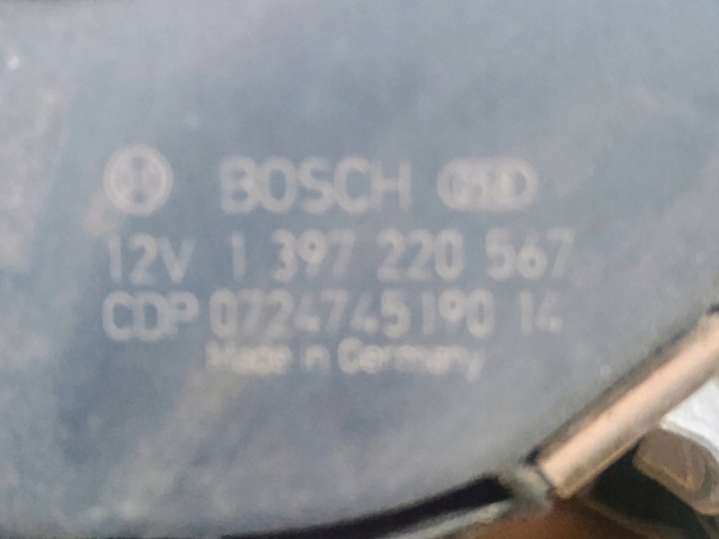 BOSCH
12V 1 397 220 567
CDP 0724745190 14
Made in Germany